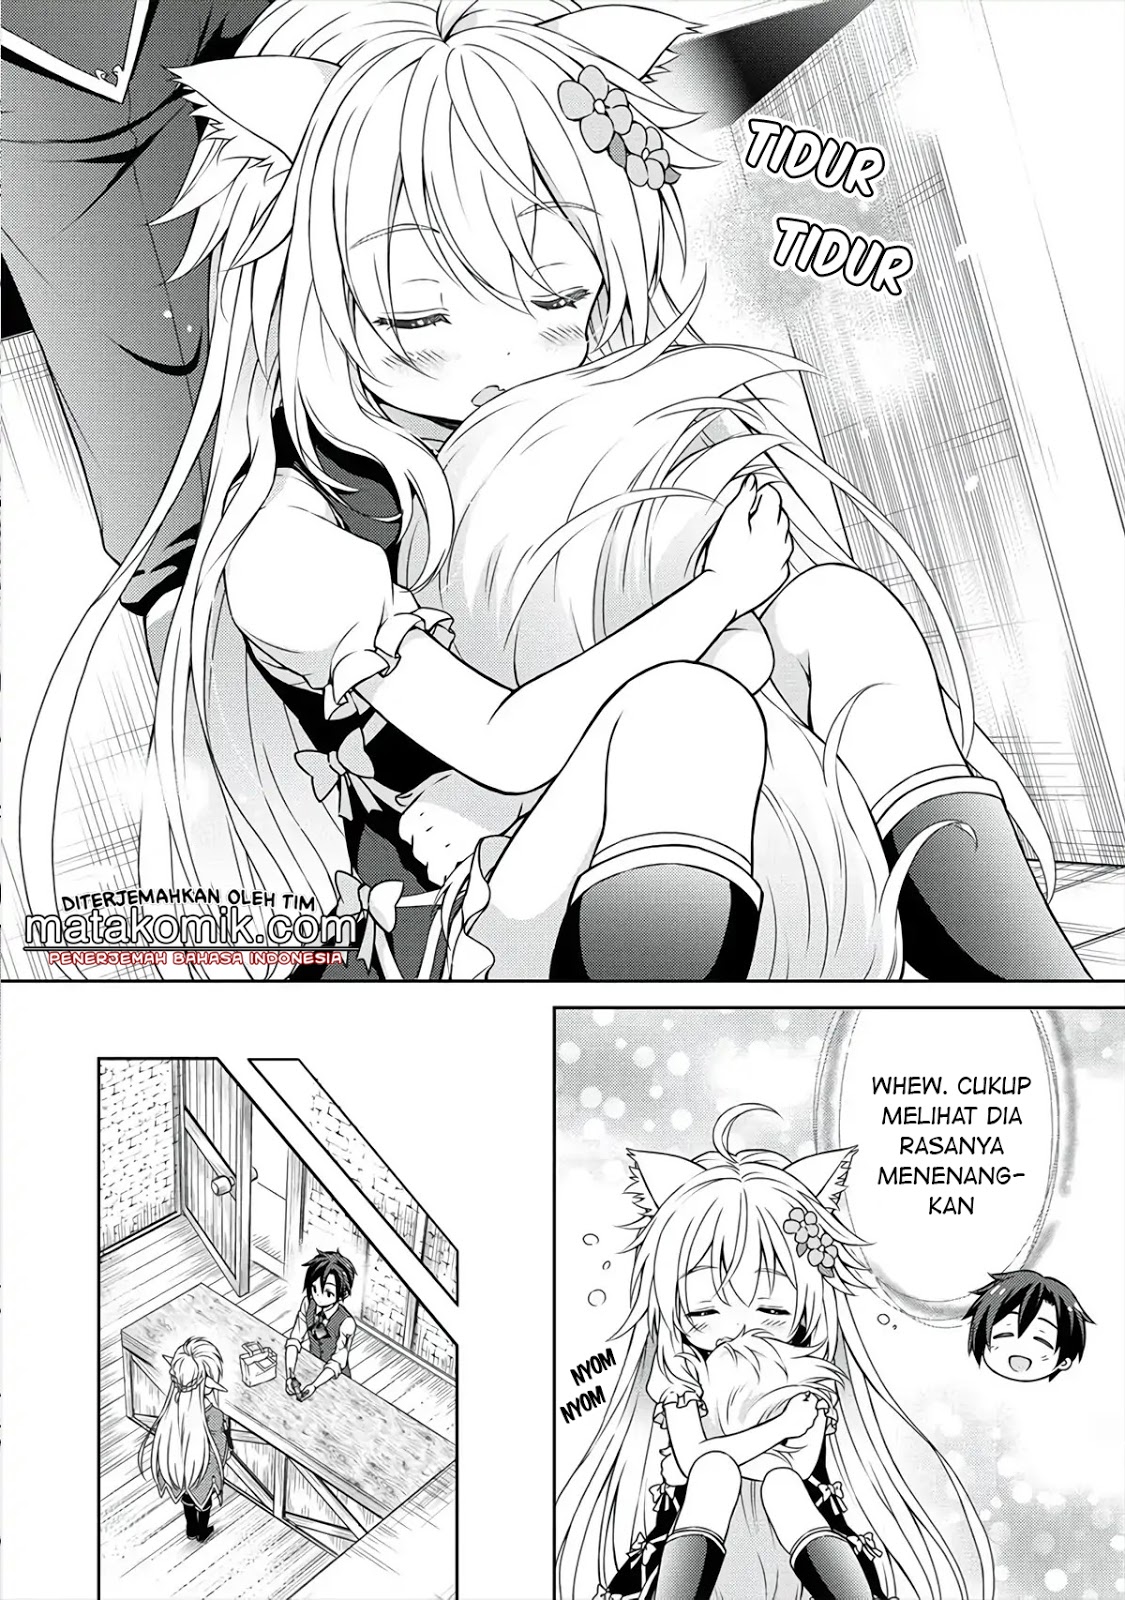 TIDUR
TIDUR
DITERJEMAHKAN OLEH TIM
matakomik.com
PENERJEMAH BAHASA INDONESIA
WHEW. CUKUP
MELIHAT DIA
RASANYA
MENENANG-
KAN
NYOM
NYOM